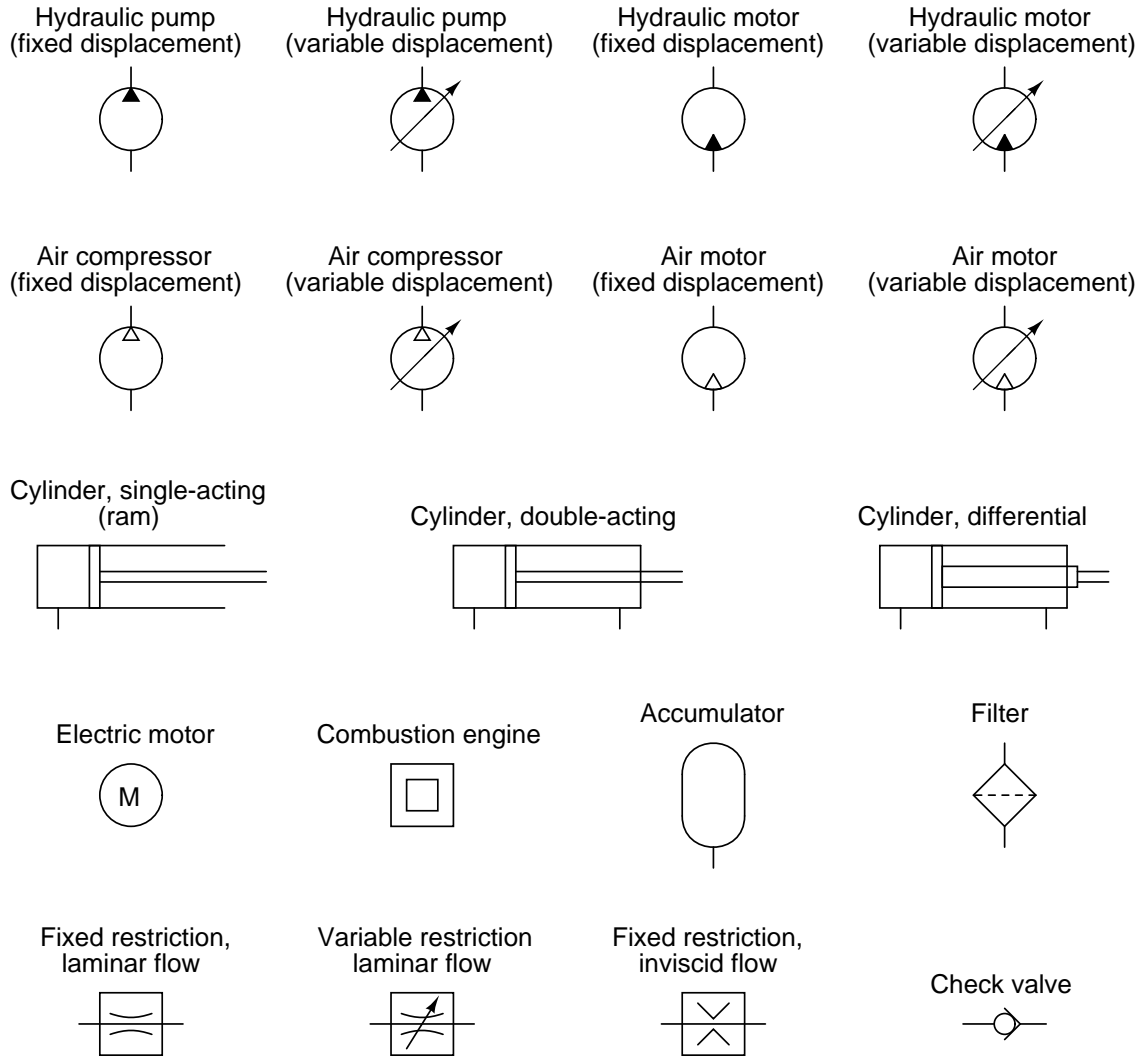 Hydraulic pump
(fixed displacement)
Hydraulic pump
(variable displacement)
Hydraulic motor
(fixed displacement)
Hydraulic motor
(variable displacement)
Air compressor
(fixed displacement)
Air compressor
(variable displacement)
Air motor
(fixed displacement)
Air motor
(variable displacement)
Cylinder, single-acting
(ram)
Cylinder, double-acting
Cylinder, differential
Electric motor
M
Combustion engine
Accumulator
Filter
Fixed restriction,
laminar flow
Variable restriction
laminar flow
Fixed restriction,
inviscid flow
Check valve